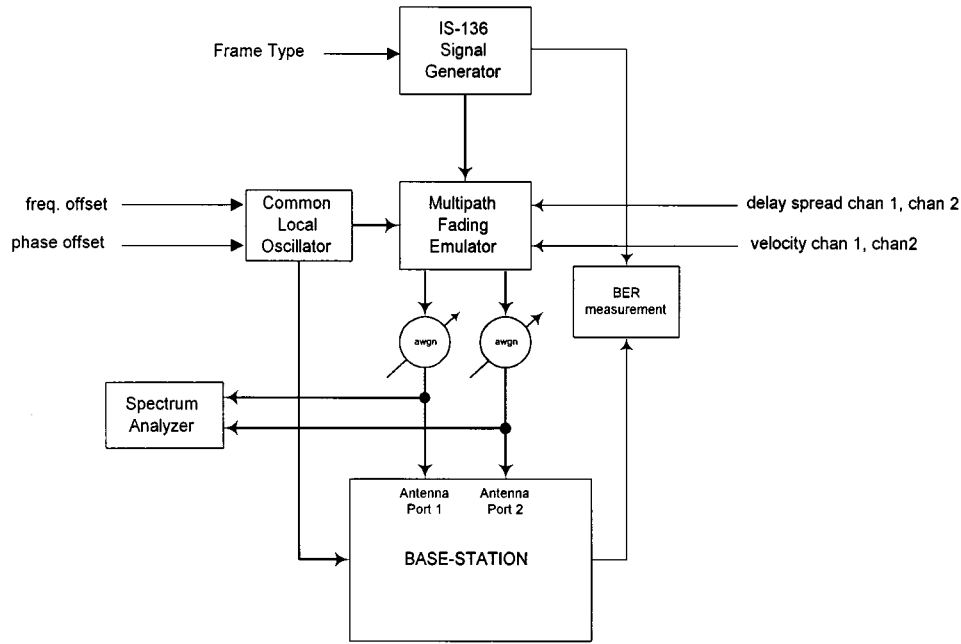 IS-136
Signal
Generator
Frame Type
freq. offset
phase offset
Common
Local
Oscillator
Multipath
Fading
Emulator
delay spread chan 1, chan 2
velocity chan 1, chan2
BER
measurement
awgn
awgn
Spectrum
Analyzer
Antenna
Port 1
Antenna
Port 2
BASE-STATION